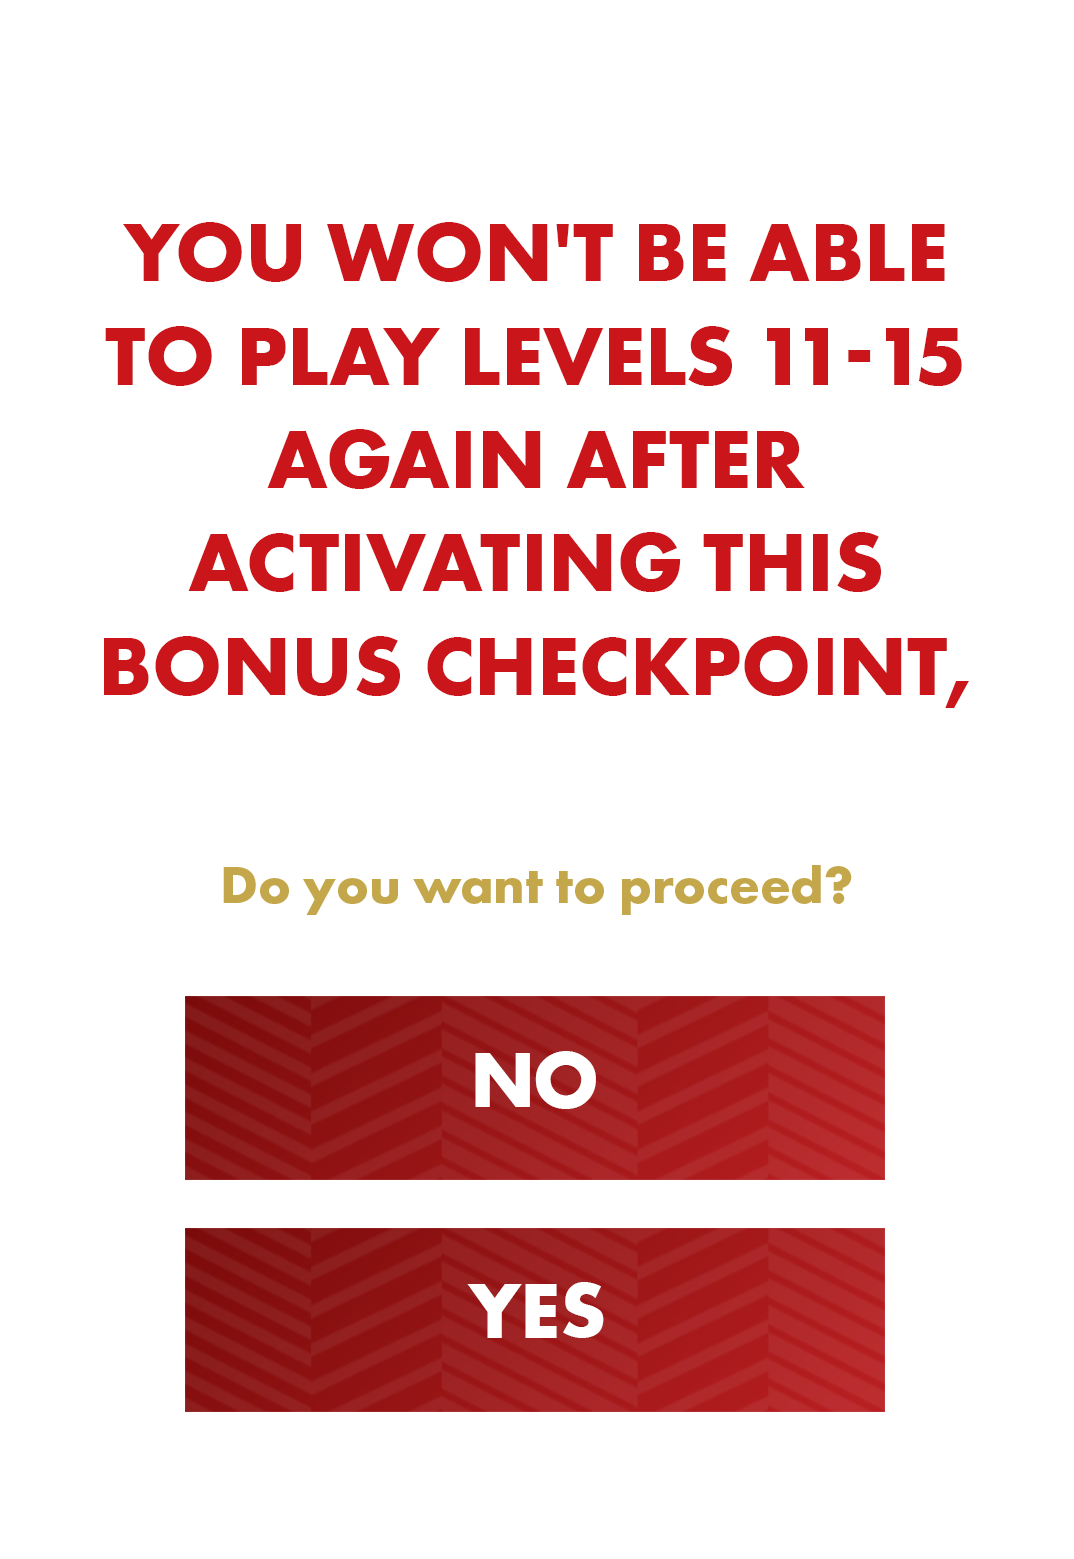 YOU WON'T BE ABLE
TO PLAY LEVELS 11-15
AGAIN AFTER
ACTIVATING THIS
BONUS CHECKPOINT,
Do you want to proceed?
NO
YES